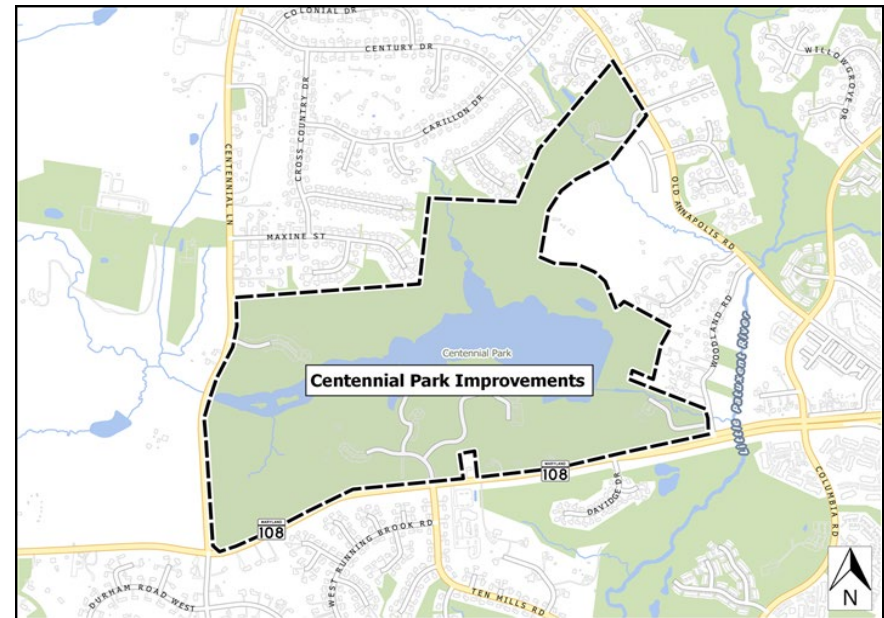 COLONIAL DR
CENTURY DR
WILLOWGROVE DR
CARILLON DR
CROSS COUNTRY DR
CENTENNIAL LN
OLD ANNAPOLIS RD
MAXINE ST
WOODLAND RD
Little Patuxent River
Centennial Park
Centennial Park Improvements
MARYLAND
108
MARYLAND
108
DAVIDGE DR
COLUMBIA RD
WEST RUNNING BROOK RD
DURHAM ROAD WEST
TEN MILLS RD
N